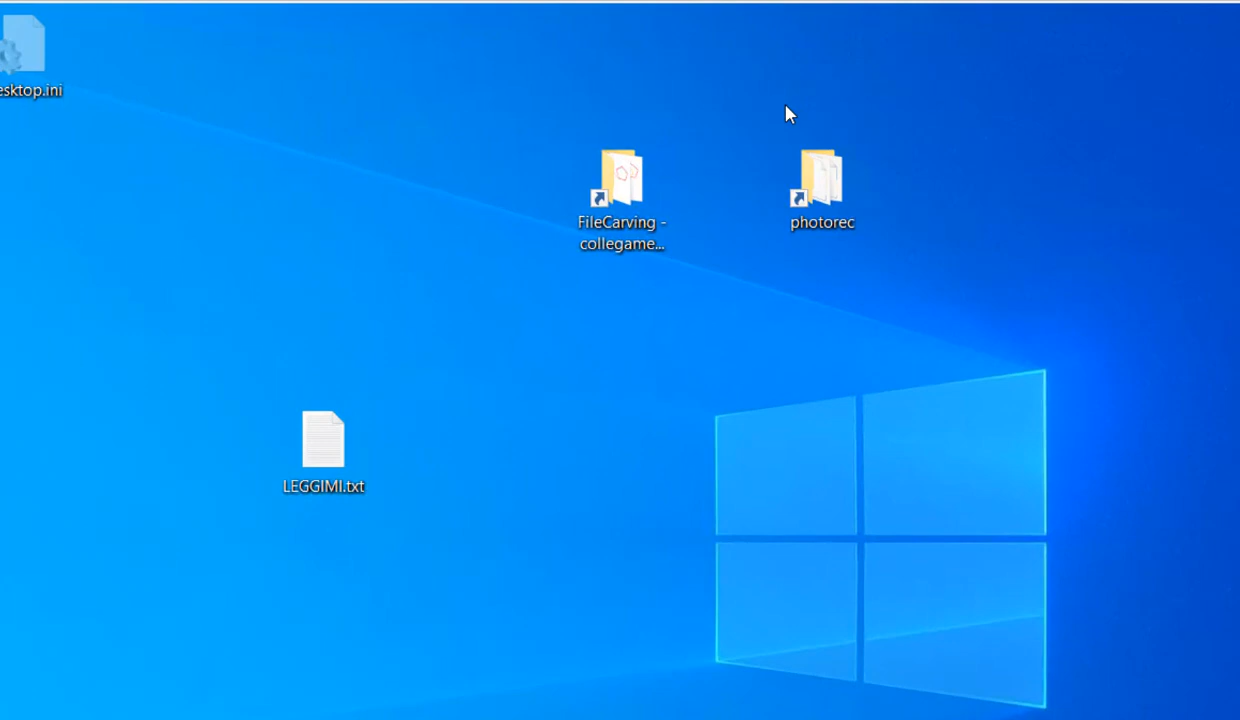 esktop.ini
FileCarving -
collegame...
photorec
LEGGIMI.txt